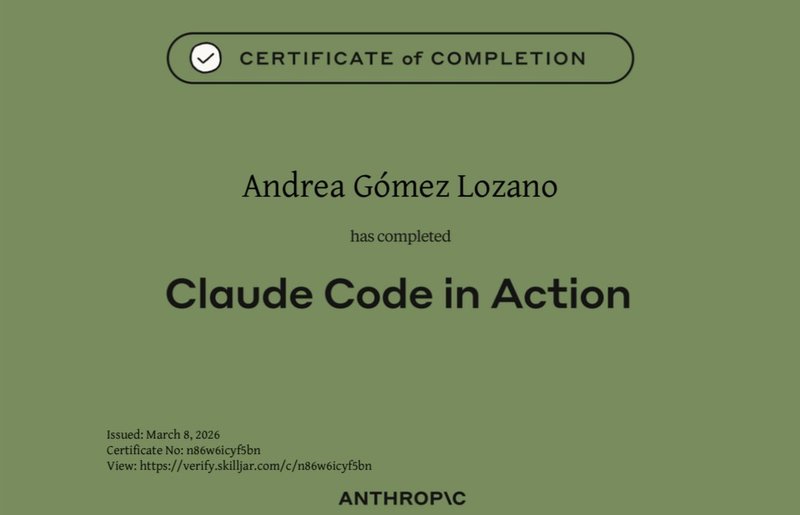 CERTIFICATE of COMPLETION
Andrea Gómez Lozano
has completed
Claude Code in Action
Issued: March 8, 2026
Certificate No: n86w6icyf5bn
View: https://verify.skilljar.com/c/n86w6icyf5bn
ANTHROP\C